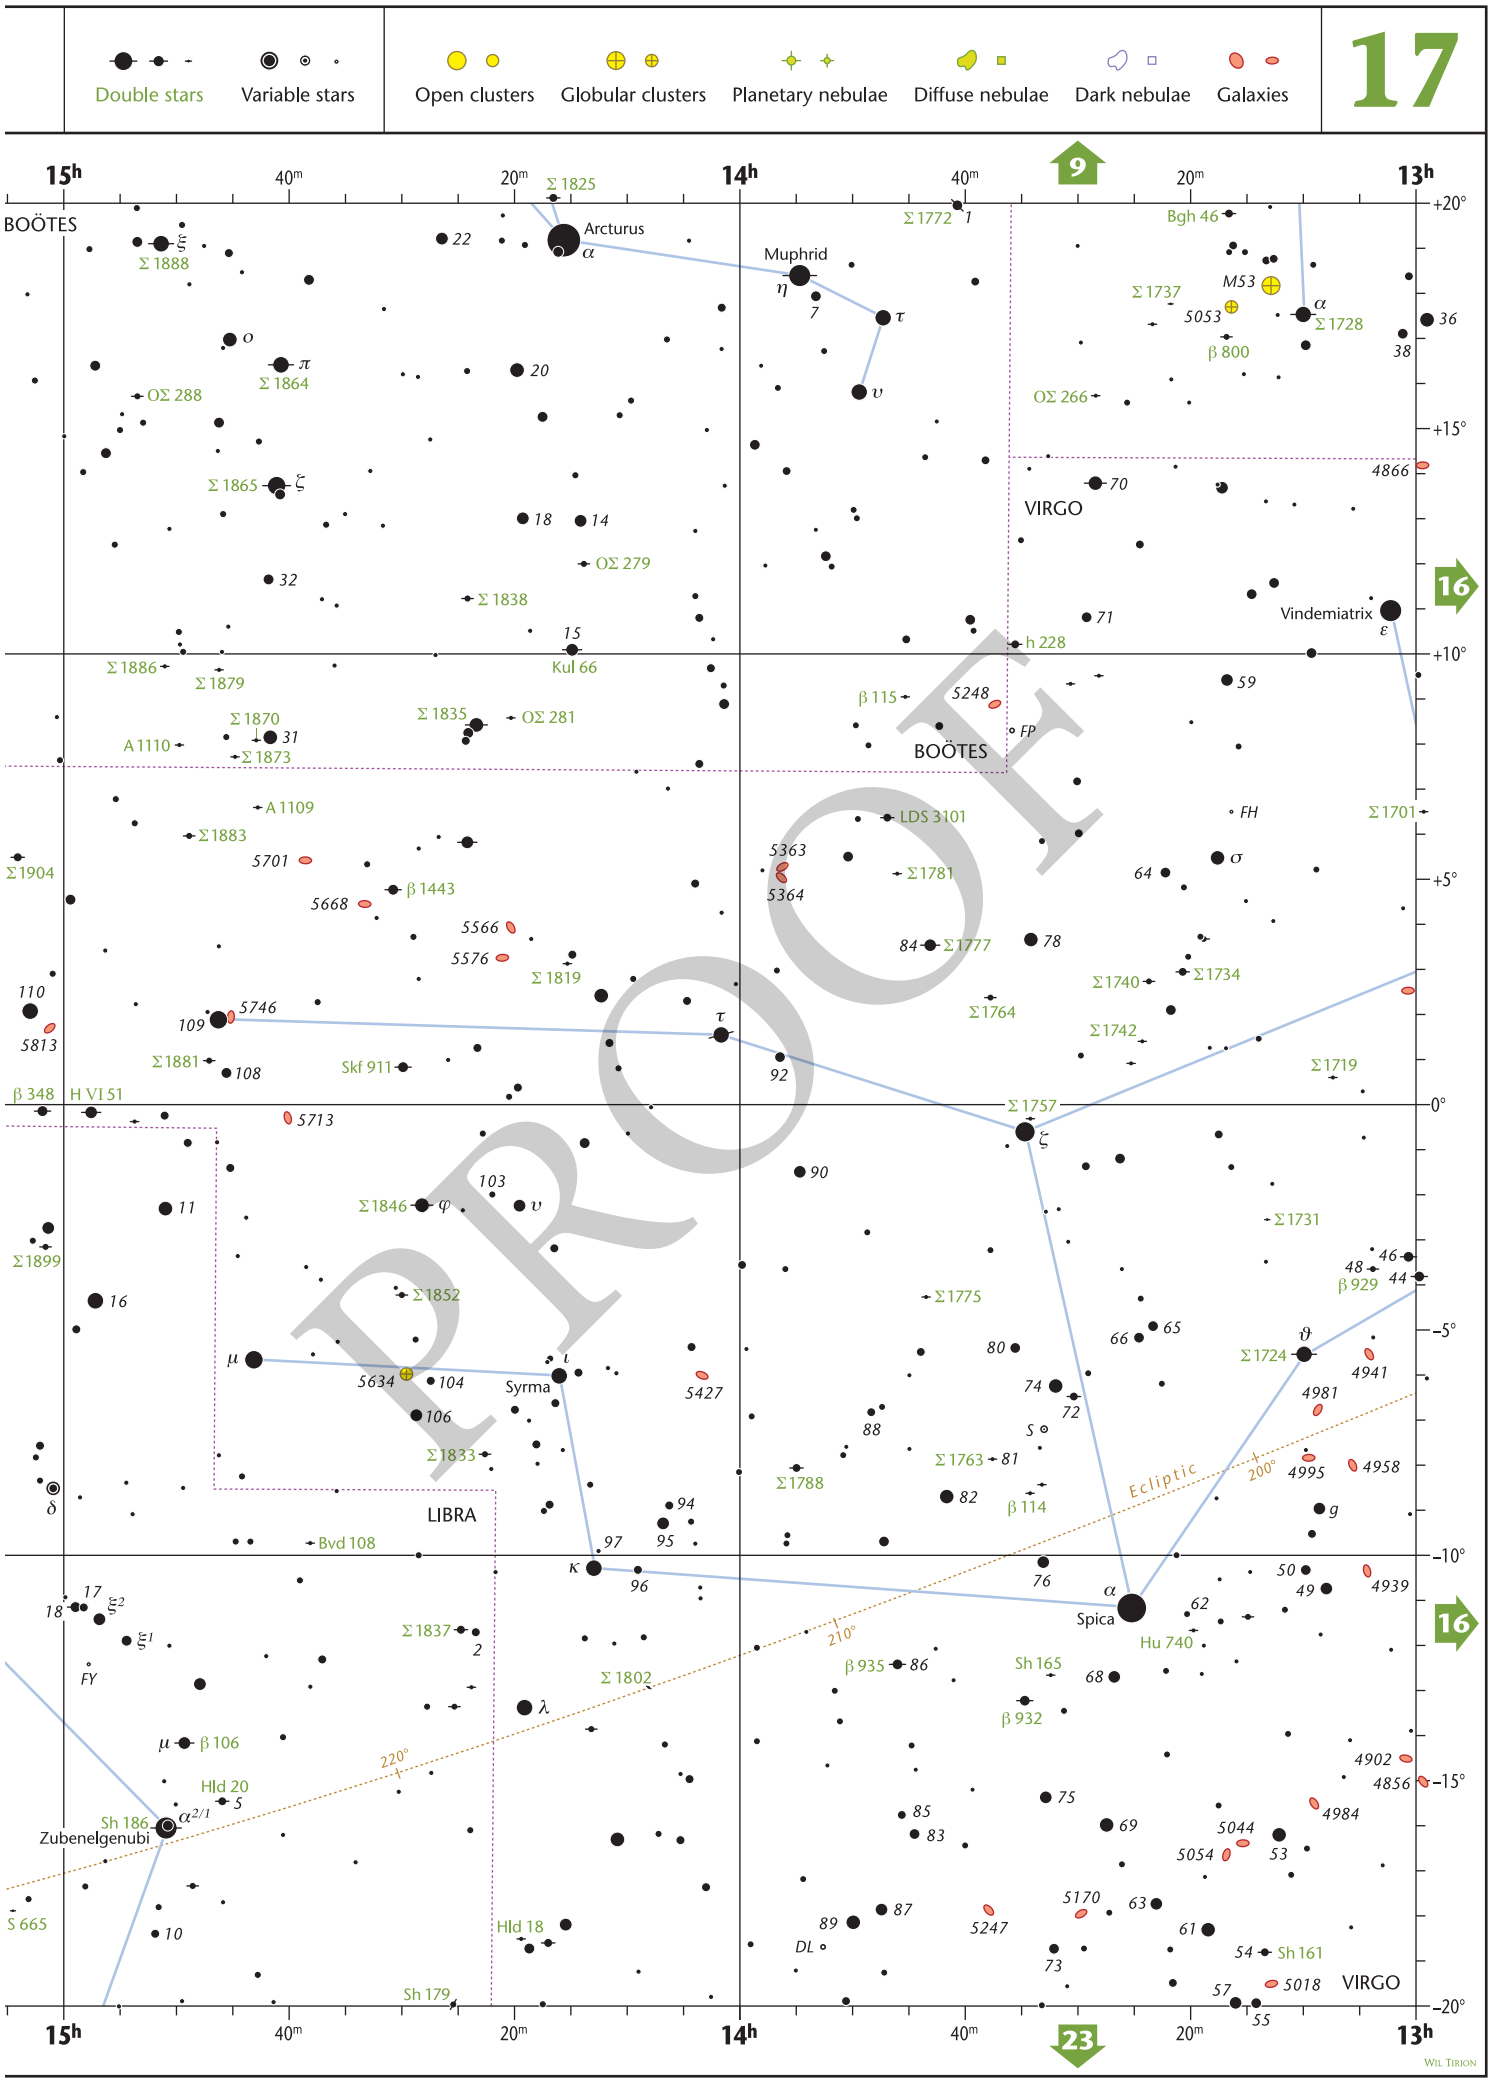 17
Double stars Variable stars Open clusters Globular clusters Planetary nebulae Diffuse nebulae Dark nebulae Galaxies
9
15h 40m 20m 14h 40m 20m 13h
Σ 1825
+20°
BOÖTES
Σ 1772 1
Bgh 46
22
Arcturus
α
ξ
Σ 1888
Muphrid
η
7
τ
M53
Σ 1737
5053
α
Σ 1728
36
38
β 800
ο
π
Σ 1864
20
υ
ΟΣ 288
ΟΣ 266
+15°
4866
Σ 1865 ζ
70
VIRGO
18 14
ΟΣ 279
32
Σ 1838
16
Vindemiatrix
ε
71
15
Kul 66
h 228
+10°
Σ 1886
Σ 1879
59
β 115
5248
Σ 1870
Σ 1835
ΟΣ 281
FP
A 1110
31
Σ 1873
BOÖTES
A 1109
LDS 3101
FH
Σ 1701
Σ 1883
Σ 1904
5701
5363
5364
Σ 1781
64
σ
+5°
β 1443
5668
5566
5576
84 Σ 1777
78
Σ 1819
Σ 1740
Σ 1734
110
5813
5746
109
Σ 1764
τ
Σ 1742
Σ 1881
108
Skf 911
92
Σ 1719
β 348 H VI 51
5713
Σ 1757
0°
ζ
90
103
11
Σ 1846 φ
υ
Σ 1731
Σ 1899
46
48
β 929 44
16
Σ 1852
Σ 1775
65
66
−5°
80
ϑ
Σ 1724
μ
5634
104
ι
Syrma
5427
4941
74
72
4981
106
88
S
Σ 1833
Σ 1763 81
4995
4958
Ecliptic
200°
Σ 1788
δ
82
β 114
g
LIBRA
94
95
Bvd 108
97
−10°
κ
96
76
50
49
4939
α
Spica
62
17
18
ξ2
ξ1
Σ 1837
2
210°
Hu 740
16
FY
β 935 86
Sh 165
68
Σ 1802
β 932
λ
μ β 106
220°
4902
4856
−15°
Hld 20
5
75
4984
Sh 186 α2/1
Zubenelgenubi
85
83
69
5044
5054
53
S 665
10
Hld 18
89
87
5247
5170
63
61
DL
73
54 Sh 161
5018
VIRGO
Sh 179
57
55
−20°
15h 40m 20m 14h 40m 20m 13h
23
WIL TIRION
PROOF